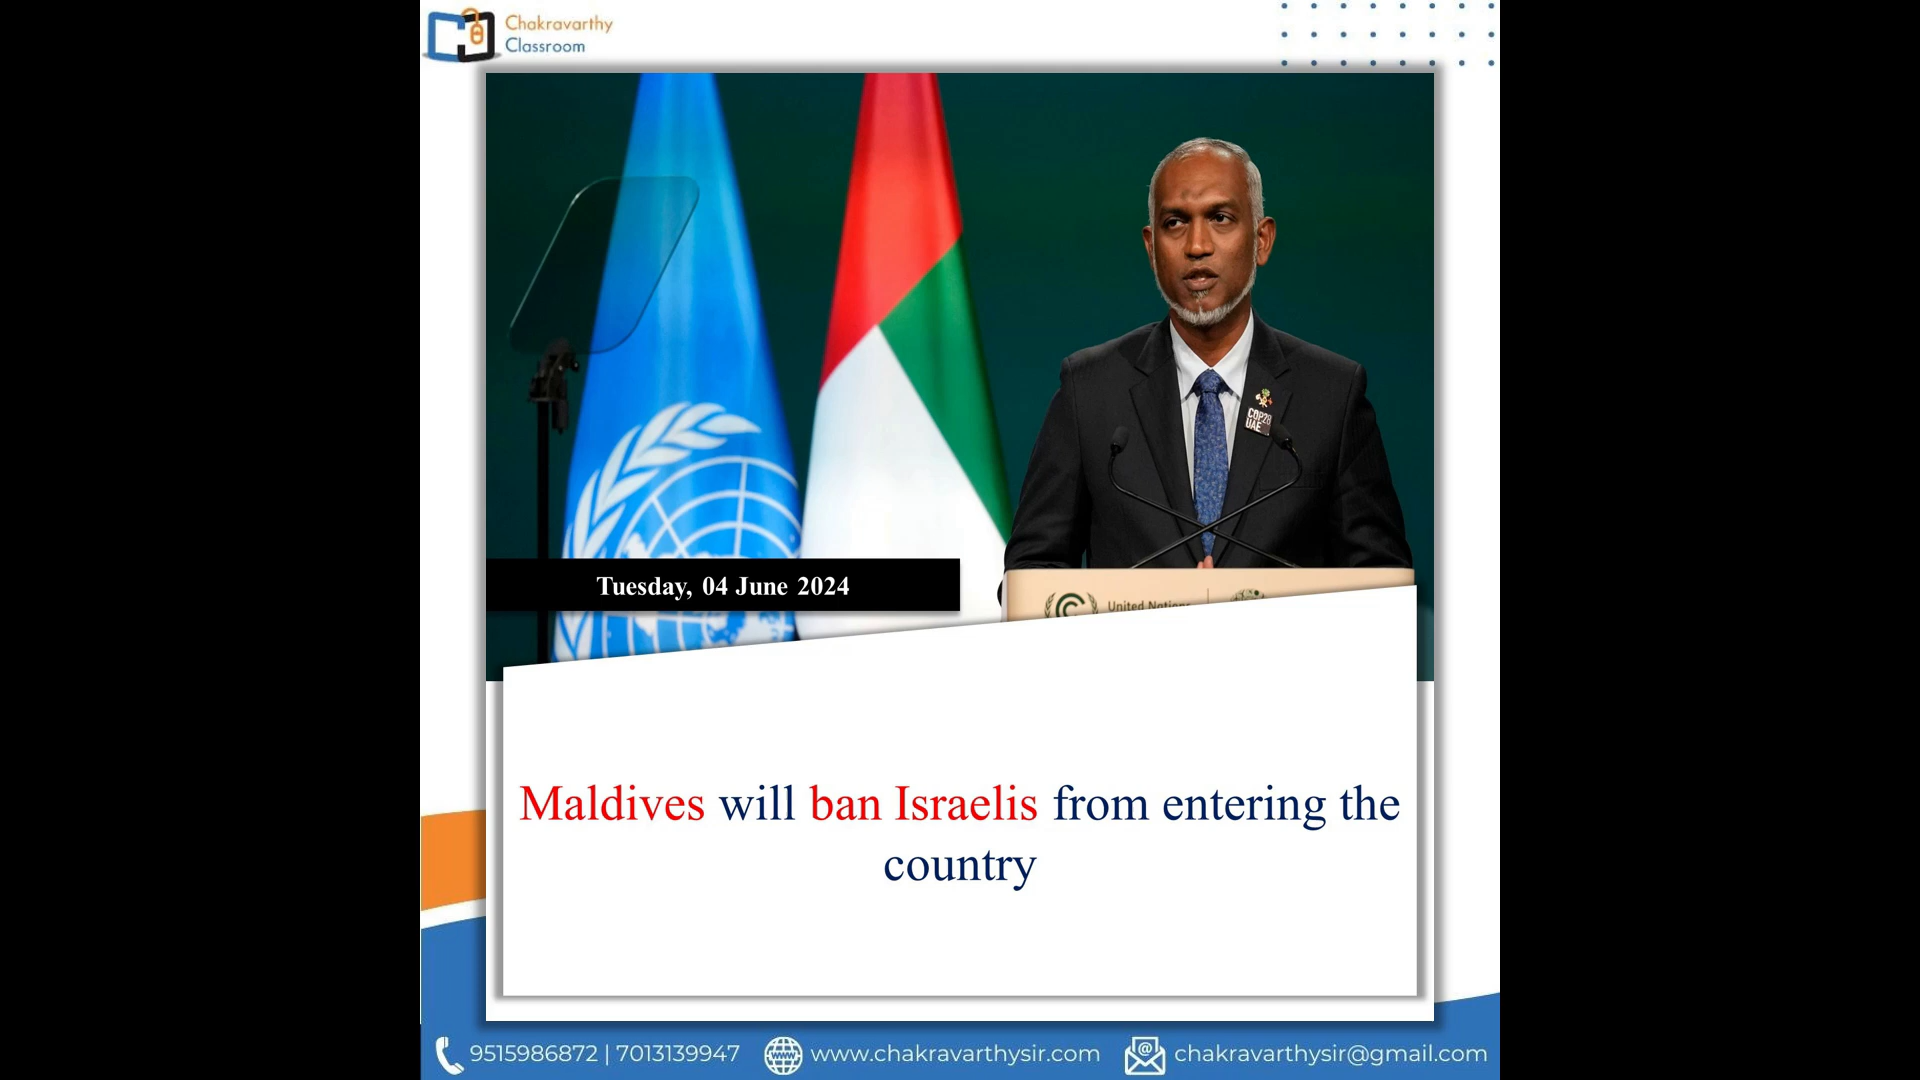 Chakravarthy
Classroom
COP28
UAE
Tuesday, 04 June 2024
United Nations
Maldives will ban Israelis from entering the
country
9515986872 | 7013139947
www.chakravarthysir.com
chakravarthysir@gmail.com